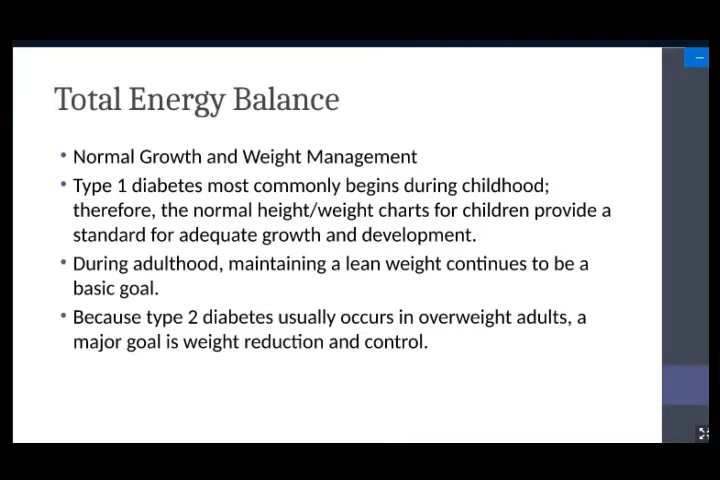 Total Energy Balance
• Normal Growth and Weight Management
• Type 1 diabetes most commonly begins during childhood;
therefore, the normal height/weight charts for children provide a
standard for adequate growth and development.
• During adulthood, maintaining a lean weight continues to be a
basic goal.
• Because type 2 diabetes usually occurs in overweight adults, a
major goal is weight reduction and control.